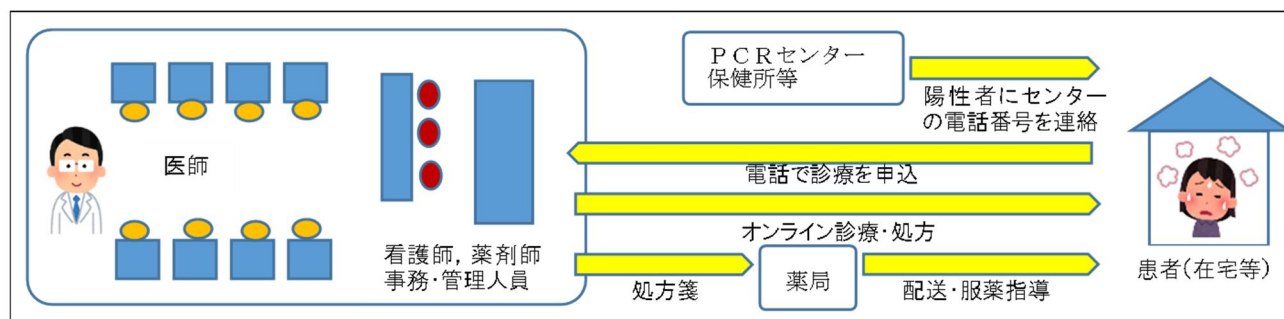 医師
看護師，薬剤師
事務・管理人員
ＰＣＲセンター
保健所等
陽性者にセンター
の電話番号を連絡
電話で診療を申込
オンライン診療・処方
処方箋
薬局
配送・服薬指導
患者（在宅等）